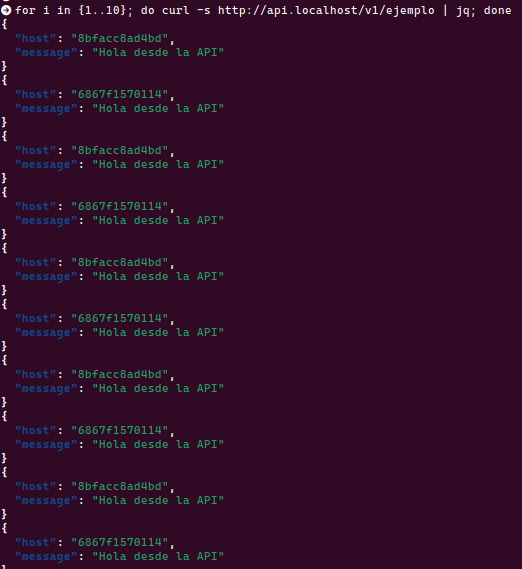 for i in {1..10}; do curl -s http://api.localhost/v1/ejemplo | jq; done
{
  "host": "8bfacc8ad4bd",
  "message": "Hola desde la API"
}
{
  "host": "6867f1570114",
  "message": "Hola desde la API"
}
{
  "host": "8bfacc8ad4bd",
  "message": "Hola desde la API"
}
{
  "host": "6867f1570114",
  "message": "Hola desde la API"
}
{
  "host": "8bfacc8ad4bd",
  "message": "Hola desde la API"
}
{
  "host": "6867f1570114",
  "message": "Hola desde la API"
}
{
  "host": "8bfacc8ad4bd",
  "message": "Hola desde la API"
}
{
  "host": "6867f1570114",
  "message": "Hola desde la API"
}
{
  "host": "8bfacc8ad4bd",
  "message": "Hola desde la API"
}
{
  "host": "6867f1570114",
  "message": "Hola desde la API"
}